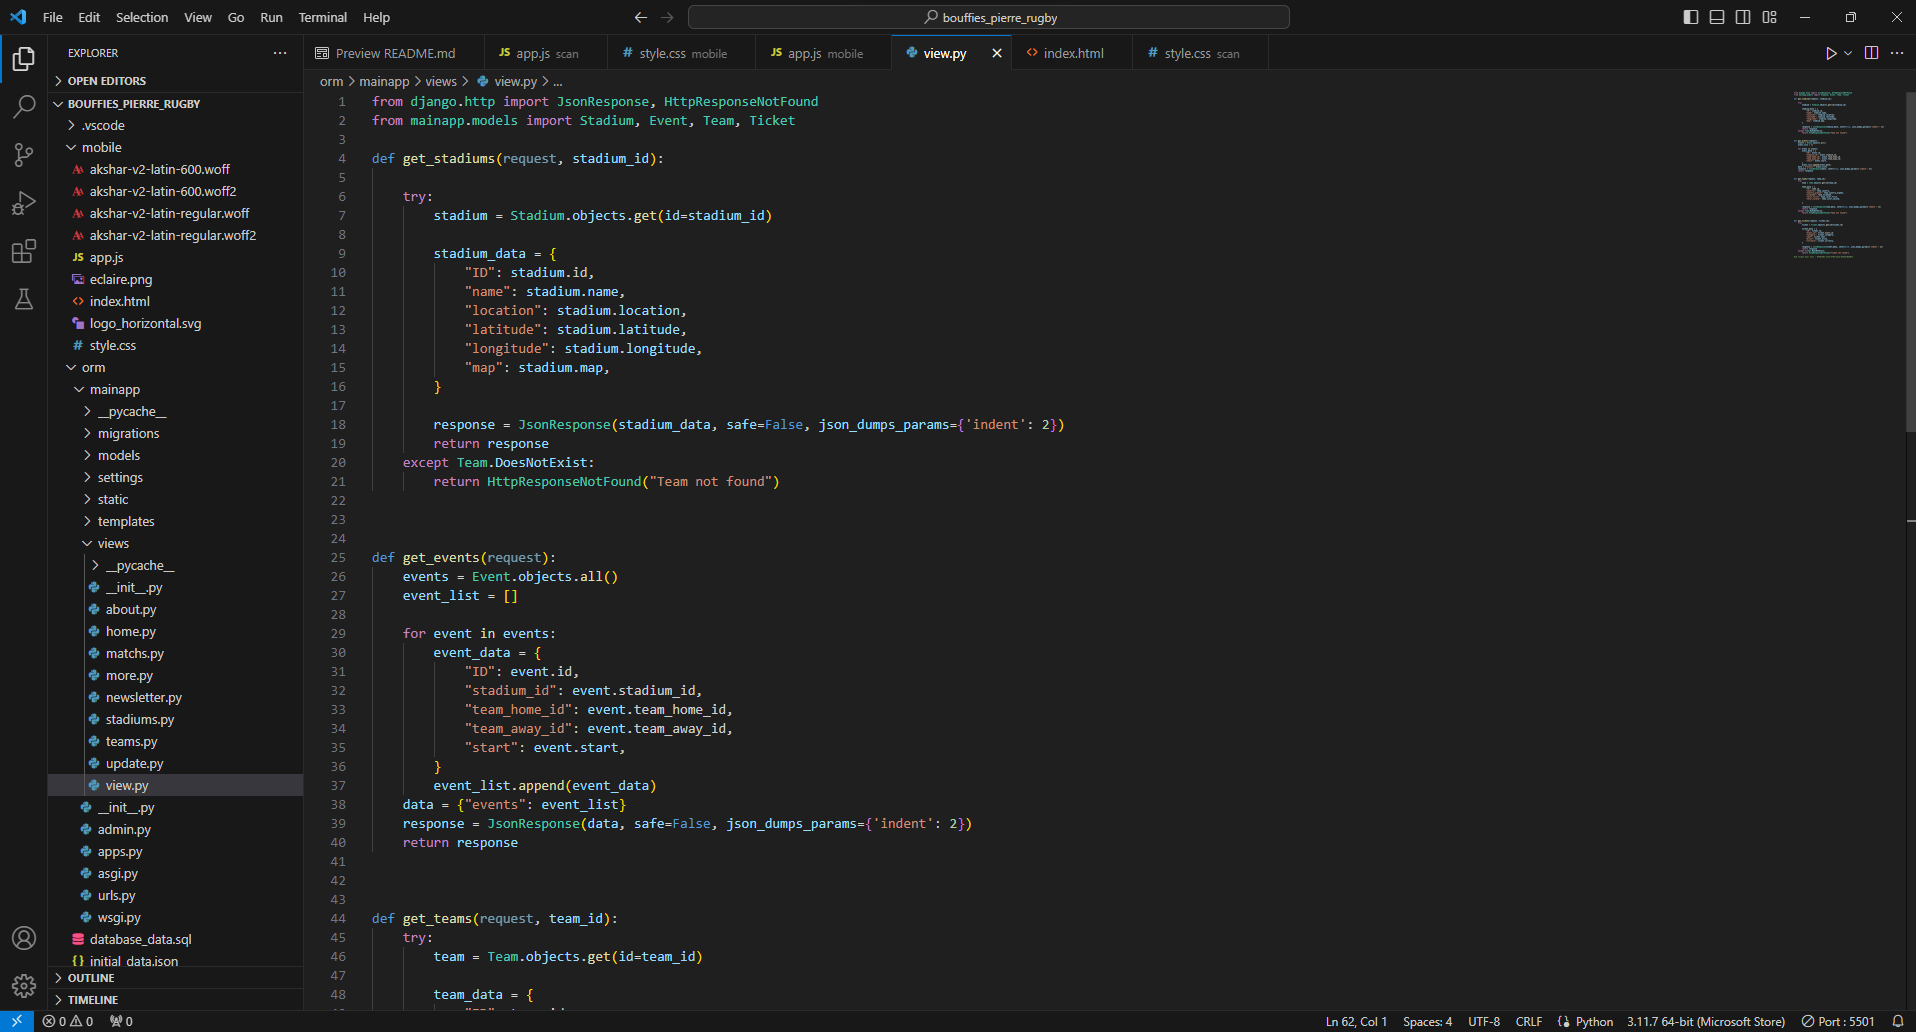 File Edit Selection View Go Run Terminal Help
bouffies_pierre_rugby
EXPLORER
OPEN EDITORS
BOUFFIES_PIERRE_RUGBY
.vscode
mobile
akshar-v2-latin-600.woff
akshar-v2-latin-600.woff2
akshar-v2-latin-regular.woff
akshar-v2-latin-regular.woff2
JS app.js
eclaire.png
<> index.html
logo_horizontal.svg
# style.css
orm
mainapp
__pycache__
migrations
models
settings
static
templates
views
__pycache__
__init__.py
about.py
home.py
matchs.py
more.py
newsletter.py
stadiums.py
teams.py
update.py
view.py
__init__.py
admin.py
apps.py
asgi.py
urls.py
wsgi.py
database_data.sql
{} initial_data.json
OUTLINE
TIMELINE
Preview README.md JS app.js scan # style.css mobile JS app.js mobile view.py <> index.html # style.css scan
orm > mainapp > views > view.py > ...
1 from django.http import JsonResponse, HttpResponseNotFound
2 from mainapp.models import Stadium, Event, Team, Ticket
3
4 def get_stadiums(request, stadium_id):
5
6 try:
7 stadium = Stadium.objects.get(id=stadium_id)
8
9 stadium_data = {
10 "ID": stadium.id,
11 "name": stadium.name,
12 "location": stadium.location,
13 "latitude": stadium.latitude,
14 "longitude": stadium.longitude,
15 "map": stadium.map,
16 }
17
18 response = JsonResponse(stadium_data, safe=False, json_dumps_params={'indent': 2})
19 return response
20 except Team.DoesNotExist:
21 return HttpResponseNotFound("Team not found")
22
23
24
25 def get_events(request):
26 events = Event.objects.all()
27 event_list = []
28
29 for event in events:
30 event_data = {
31 "ID": event.id,
32 "stadium_id": event.stadium_id,
33 "team_home_id": event.team_home_id,
34 "team_away_id": event.team_away_id,
35 "start": event.start,
36 }
37 event_list.append(event_data)
38 data = {"events": event_list}
39 response = JsonResponse(data, safe=False, json_dumps_params={'indent': 2})
40 return response
41
42
43
44 def get_teams(request, team_id):
45 try:
46 team = Team.objects.get(id=team_id)
47
48 team_data = {
0 0 0
Ln 62, Col 1 Spaces: 4 UTF-8 CRLF Python 3.11.7 64-bit (Microsoft Store) Port : 5501